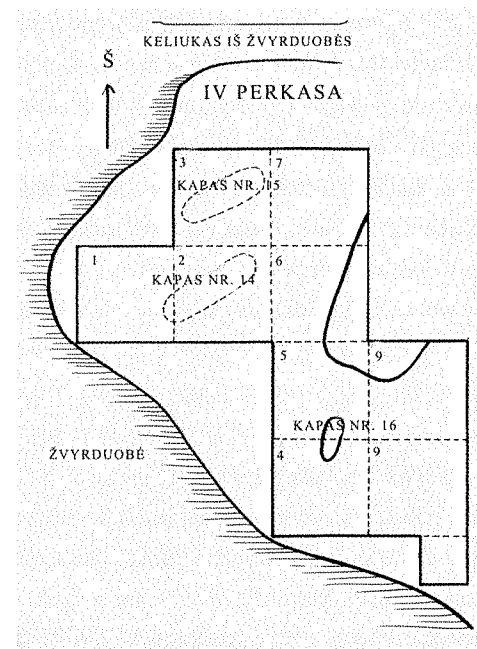 KELIUKAS IŠ ŽVYRDUOBĖS
Š
IV PERKASA
3 7
KAPAS NR. 15
1 2 6
KAPAS NR. 14
5 9
KAPAS NR. 16
ŽVYRDUOBĖ
4 9